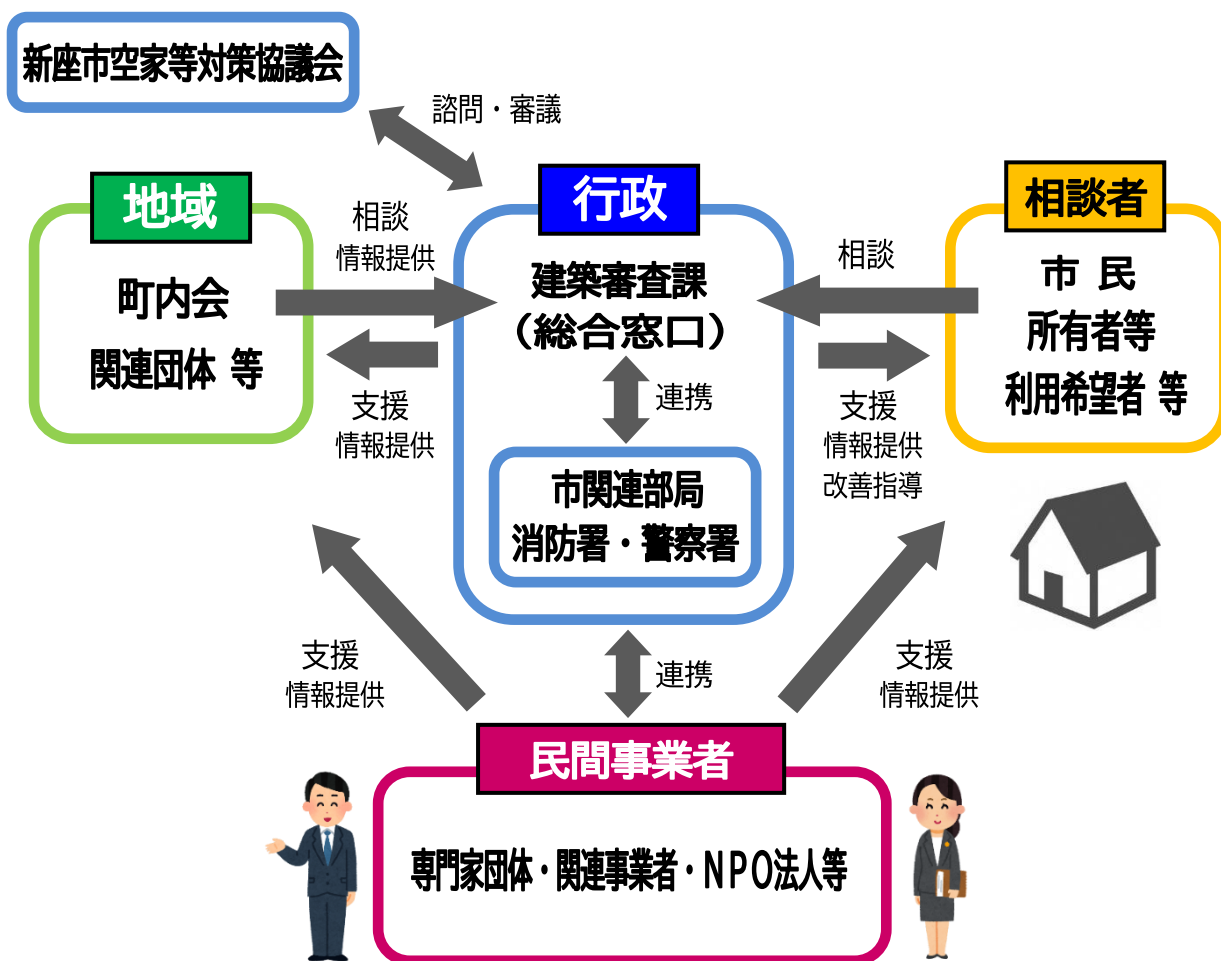 新座市空家等対策協議会
諮問・審議
地域
町内会
関連団体 等
相談
情報提供
支援
情報提供
行政
建築審査課
（総合窓口）
連携
市関連部局
消防署・警察署
相談
支援
情報提供
改善指導
相談者
市 民
所有者等
利用希望者 等
支援
情報提供
連携
支援
情報提供
民間事業者
専門家団体・関連事業者・ＮＰＯ法人等